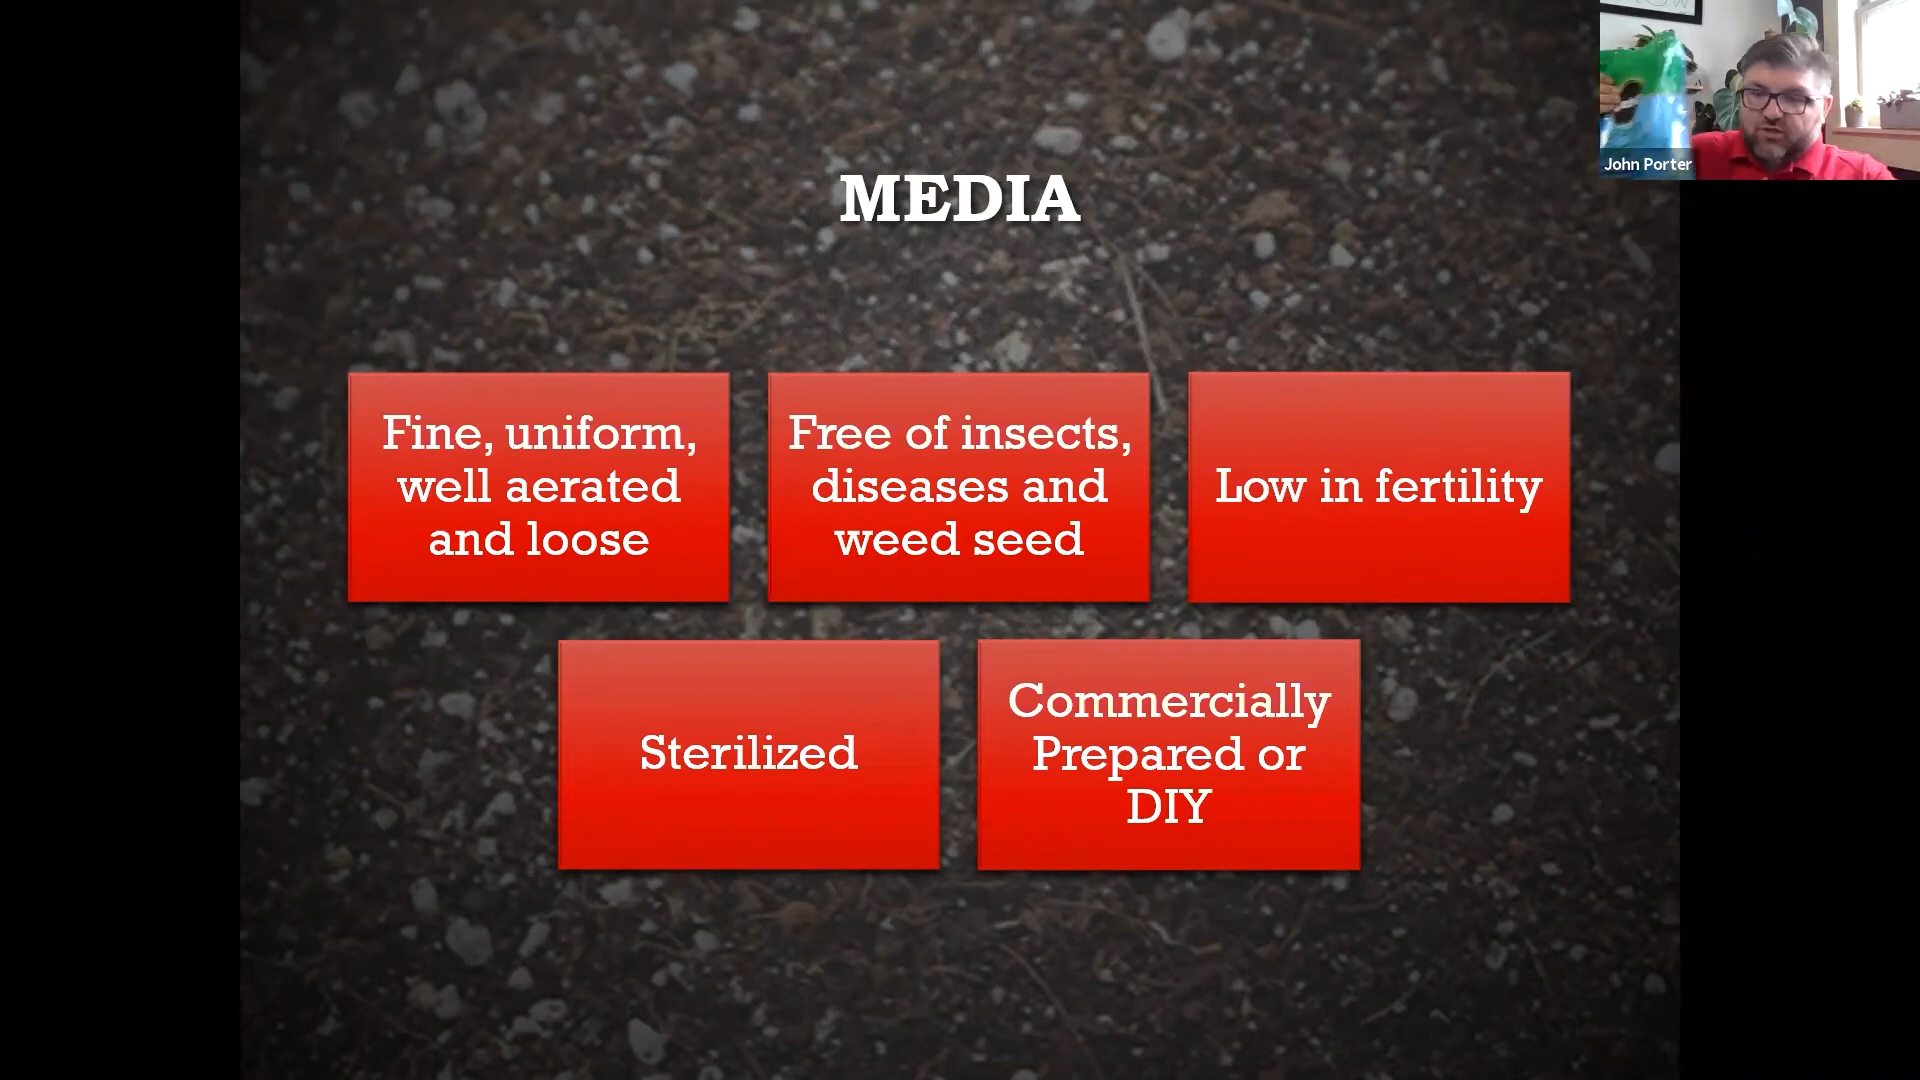 MEDIA
Fine, uniform,
well aerated
and loose
Free of insects,
diseases and
weed seed
Low in fertility
Sterilized
Commercially
Prepared or
DIY
John Porter